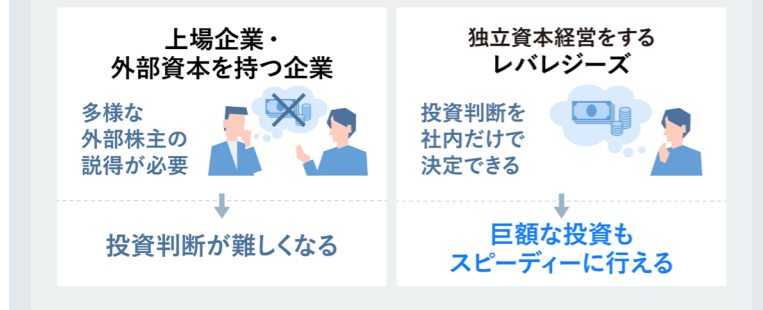 上場企業・
外部資本を持つ企業
多様な
外部株主の
説得が必要
投資判断が難しくなる
独立資本経営をする
レバレジーズ
投資判断を
社内だけで
決定できる
巨額な投資も
スピーディーに行える